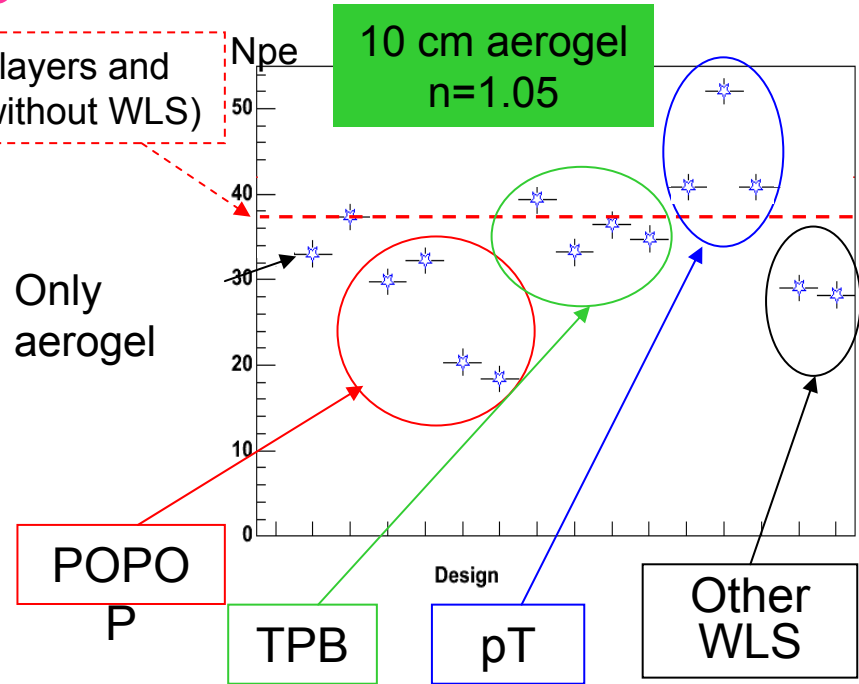 layers and
without WLS)
Npe
10 cm aerogel
n=1.05
50
40
30
20
10
0
Only
aerogel
Design
POPO
P
TPB
pT
Other
WLS